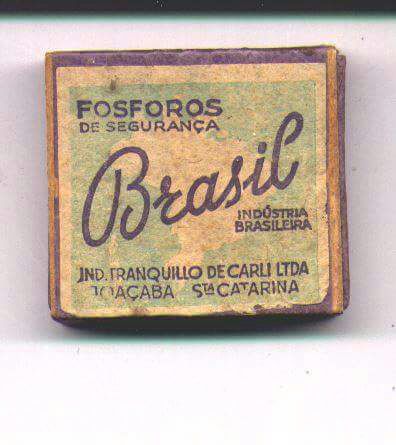 FOSFOROS
DE SEGURANÇA
Brasil
INDÚSTRIA
BRASILEIRA
IND. TRANQUILLO DE CARLI LTDA
JOAÇABA STA CATARINA